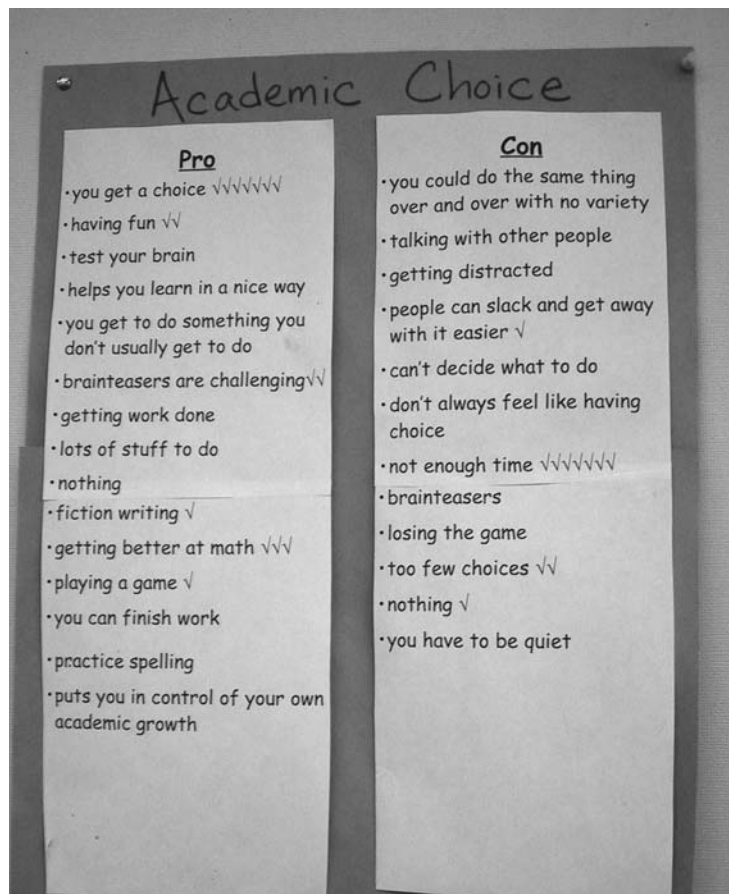 Academic Choice
Pro
•you get a choice √√√√√√√
•having fun √√
•test your brain
•helps you learn in a nice way
•you get to do something you
don't usually get to do
•brainteasers are challenging√√
•getting work done
•lots of stuff to do
•nothing
•fiction writing √
•getting better at math √√√
•playing a game √
•you can finish work
•practice spelling
•puts you in control of your own
academic growth
Con
•you could do the same thing
over and over with no variety
•talking with other people
•getting distracted
•people can slack and get away
with it easier √
•can't decide what to do
•don't always feel like having
choice
•not enough time √√√√√√√
•brainteasers
•losing the game
•too few choices √√
•nothing √
•you have to be quiet